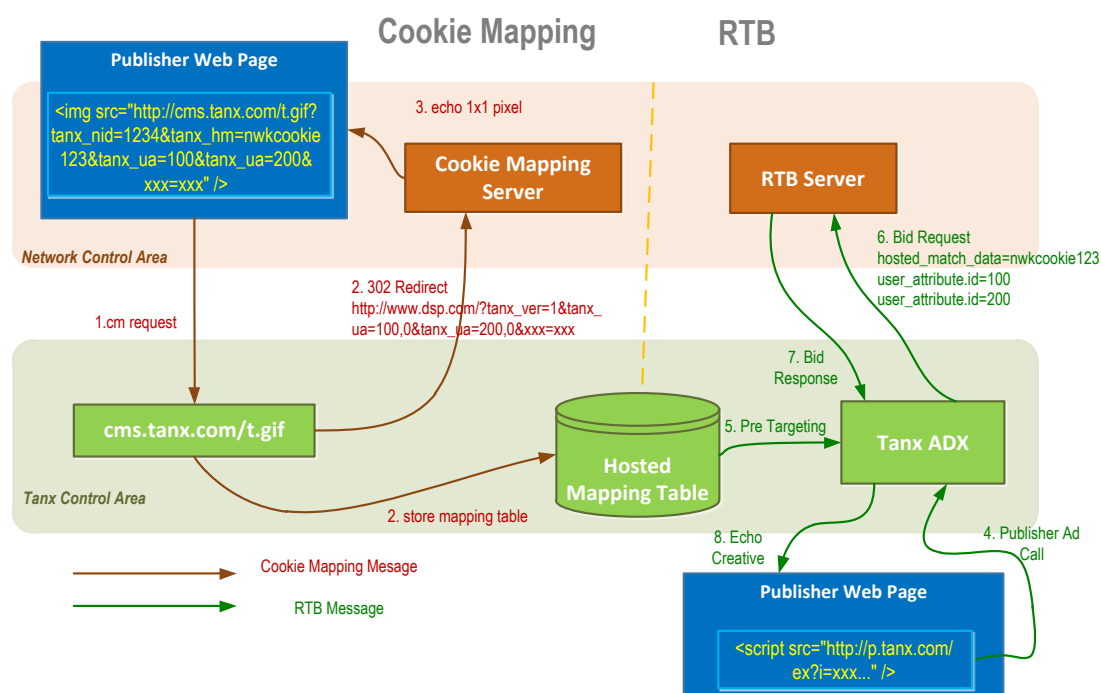 Cookie Mapping
RTB
Publisher Web Page
<img src="http://cms.tanx.com/t.gif?
tanx_nid=1234&tanx_hm=nwkcookie
123&tanx_ua=100&tanx_ua=200&
xxx=xxx" />
3. echo 1x1 pixel
Cookie Mapping
Server
RTB Server
Network Control Area
6. Bid Request
hosted_match_data=nwkcookie123
user_attribute.id=100
user_attribute.id=200
2. 302 Redirect
http://www.dsp.com/?tanx_ver=1&tanx_
ua=100,0&tanx_ua=200,0&xxx=xxx
1.cm request
7. Bid
Response
cms.tanx.com/t.gif
5. Pre Targeting
Hosted
Mapping Table
Tanx ADX
Tanx Control Area
2. store mapping table
8. Echo
Creative
4. Publisher Ad
Call
Cookie Mapping Message
RTB Message
Publisher Web Page
<script src="http://p.tanx.com/
ex?i=xxx..." />